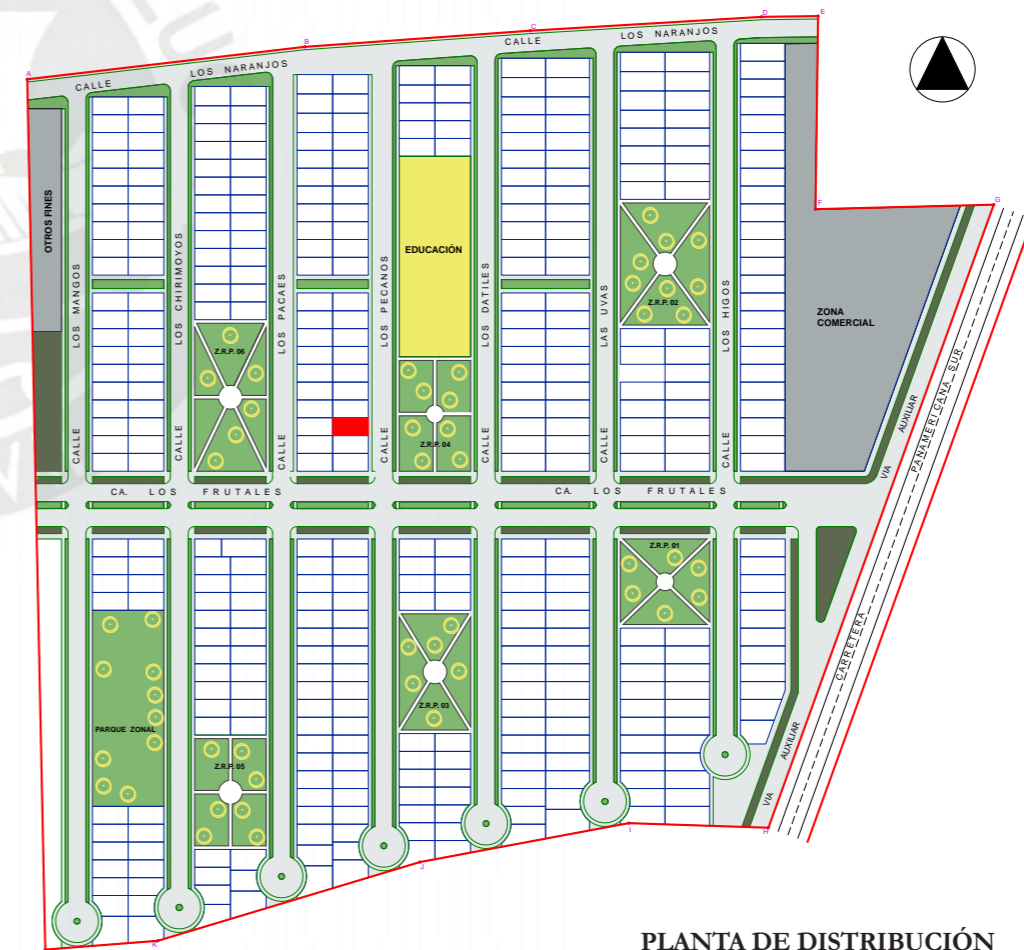 A
B
C
D
E
F
G
H
I
J
K
CALLE LOS NARANJOS
CALLE LOS NARANJOS
OTROS FINES
CALLE LOS MANGOS
CALLE LOS CHIRIMOYOS
CALLE LOS PACAES
CALLE LOS PECANOS
CALLE LOS DATILES
CALLE LAS UVAS
CALLE LOS HIGOS
EDUCACIÓN
Z.R.P. 02
ZONA
COMERCIAL
Z.R.P. 06
Z.R.P. 04
VIA AUXILIAR
CARRETERA PANAMERICANA SUR
CA. LOS FRUTALES
CA. LOS FRUTALES
Z.R.P. 01
Z.R.P. 03
PARQUE ZONAL
Z.R.P. 05
VIA AUXILIAR
PLANTA DE DISTRIBUCIÓN